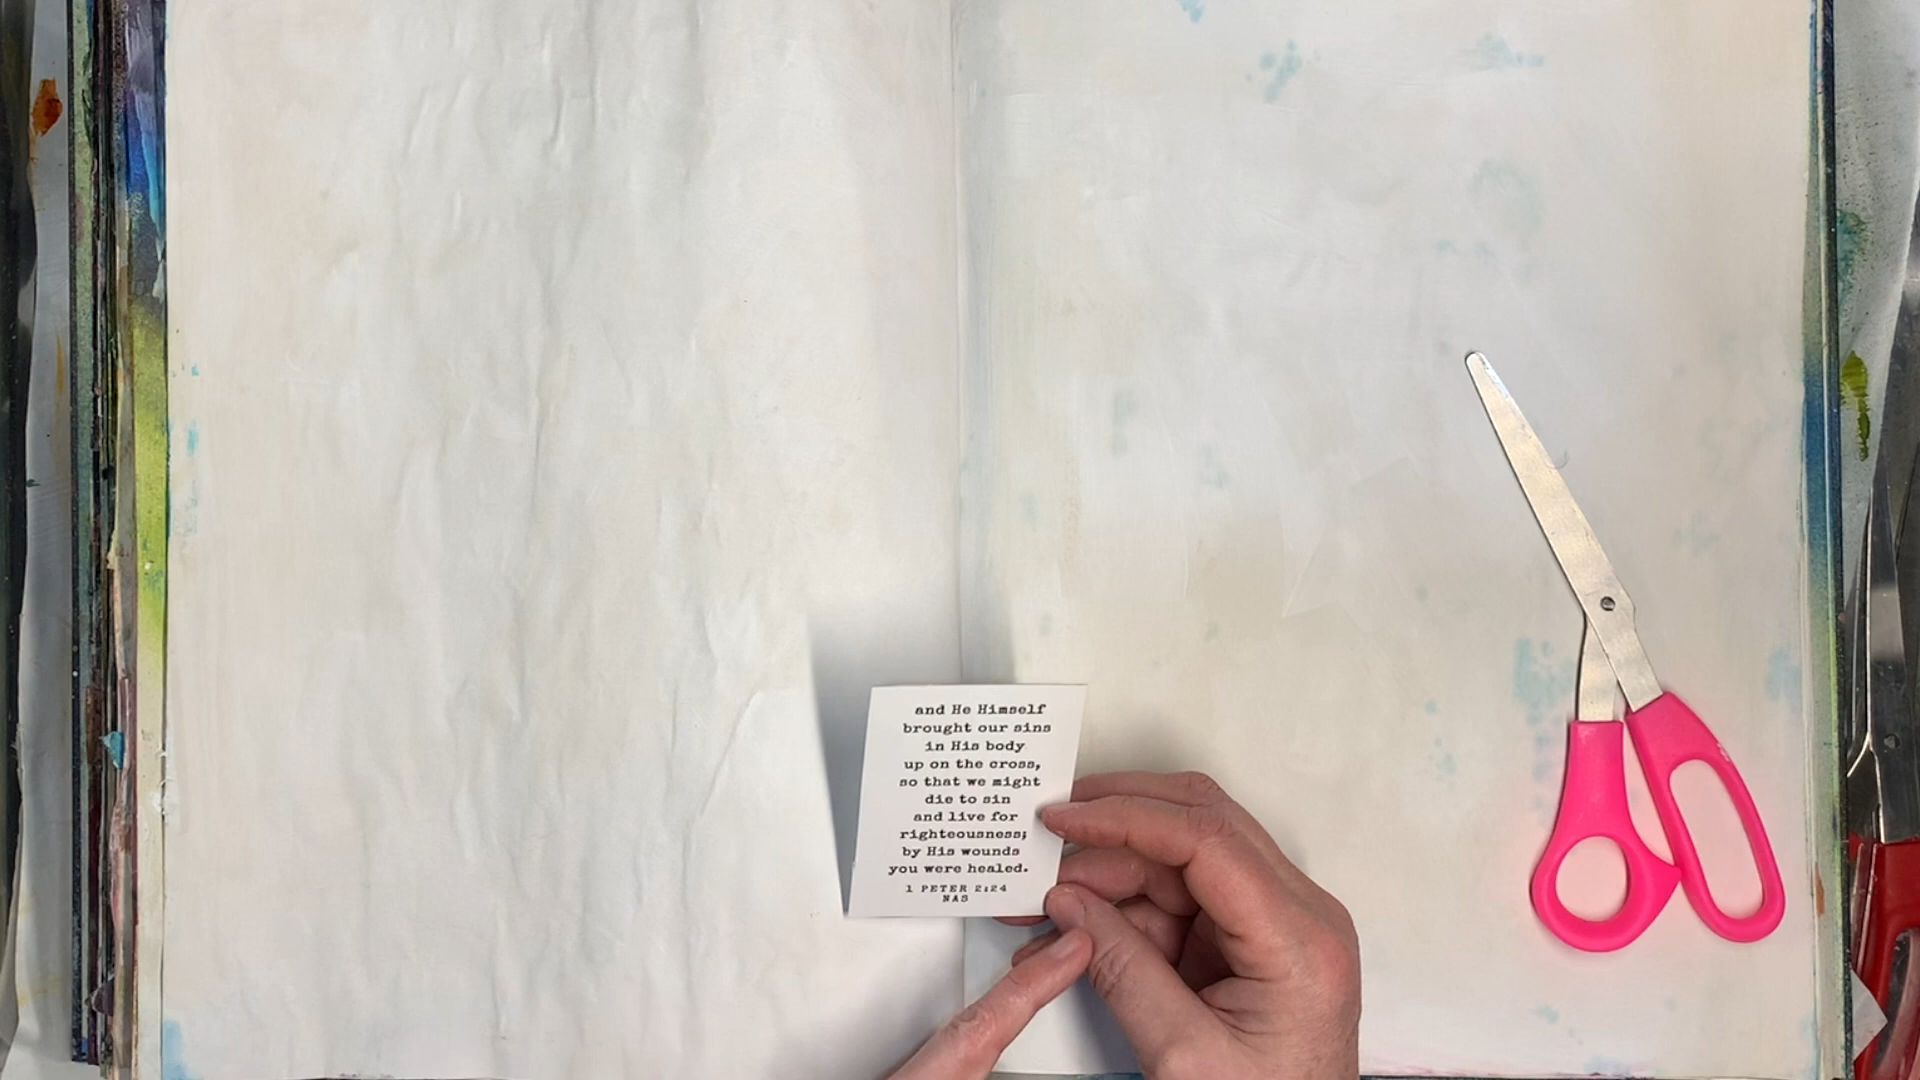 and He Himself
brought our sins
in His body
up on the cross,
so that we might
die to sin
and live for
righteousness;
by His wounds
you were healed.
1 PETER 2:24
NAS